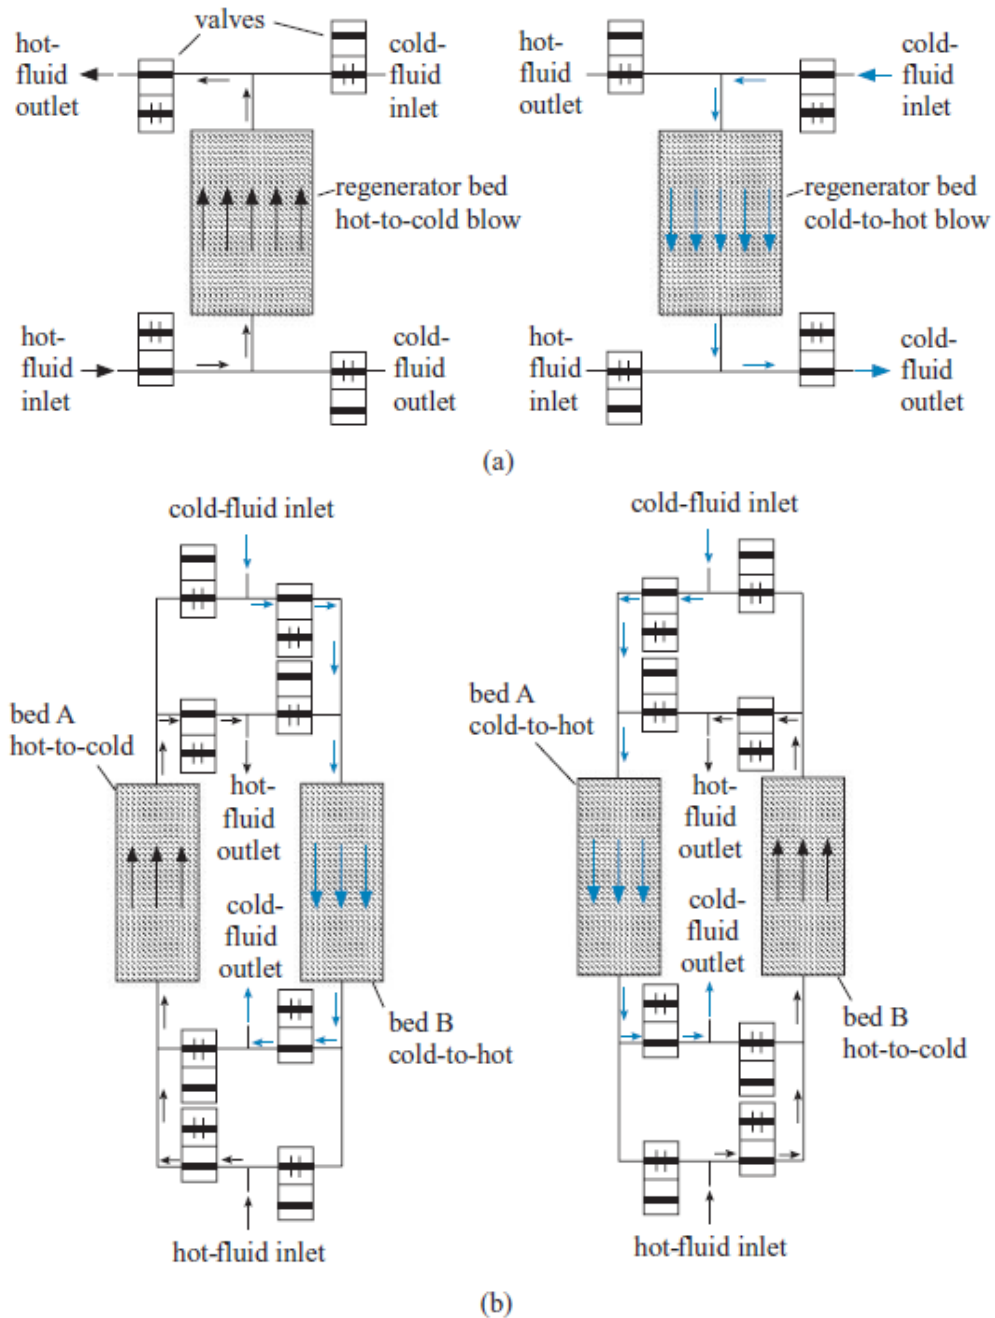 valves
hot-
fluid
outlet
cold-
fluid
inlet
regenerator bed
hot-to-cold blow
hot-
fluid
inlet
cold-
fluid
outlet
hot-
fluid
outlet
cold-
fluid
inlet
regenerator bed
cold-to-hot blow
hot-
fluid
inlet
cold-
fluid
outlet
(a)
cold-fluid inlet
bed A
hot-to-cold
hot-
fluid
outlet
cold-
fluid
outlet
bed B
cold-to-hot
hot-fluid inlet
cold-fluid inlet
bed A
cold-to-hot
hot-
fluid
outlet
cold-
fluid
outlet
bed B
hot-to-cold
hot-fluid inlet
(b)